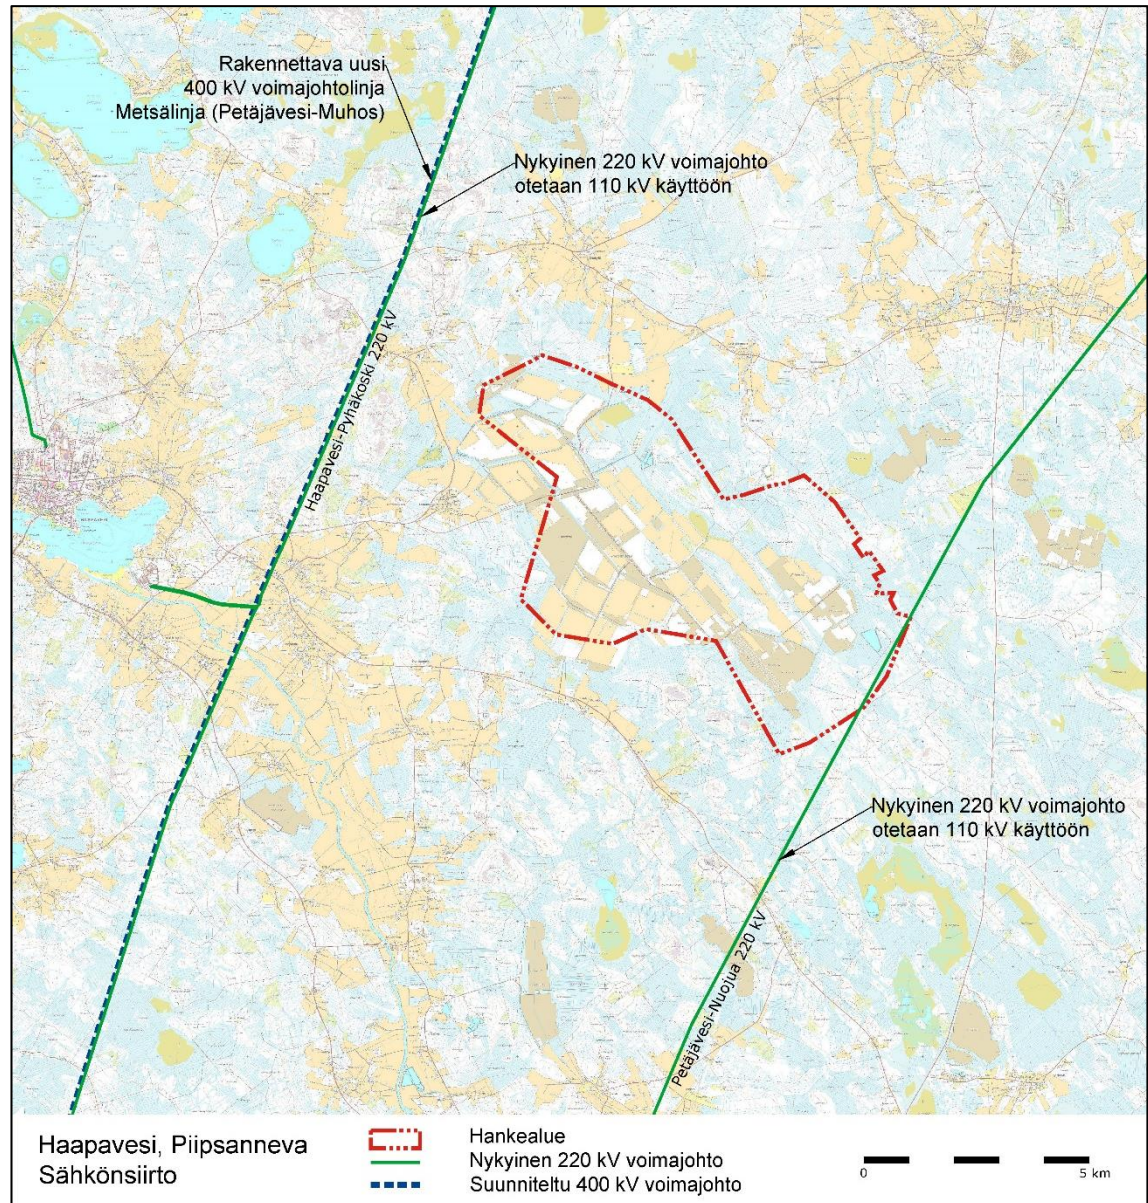 Rakennettava uusi
400 kV voimajohtolinja
Metsälinja (Petäjävesi-Muhos)
Nykyinen 220 kV voimajohto
otetaan 110 kV käyttöön
Haapavesi-Pyhäkoski 220 kV
Nykyinen 220 kV voimajohto
otetaan 110 kV käyttöön
Petäjävesi-Nuojua 220 kV
Haapavesi, Piipsanneva
Sähkönsiirto
Hankealue
Nykyinen 220 kV voimajohto
Suunniteltu 400 kV voimajohto
0 5 km